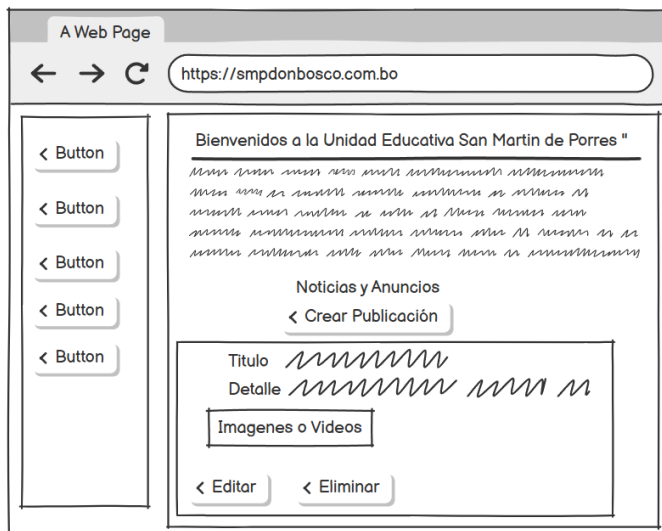 A Web Page
https://smpdonbosco.com.bo
Button
Button
Button
Button
Button
Bienvenidos a la Unidad Educativa San Martin de Porres "
Noticias y Anuncios
Crear Publicación
Titulo
Detalle
Imagenes o Videos
Editar
Eliminar